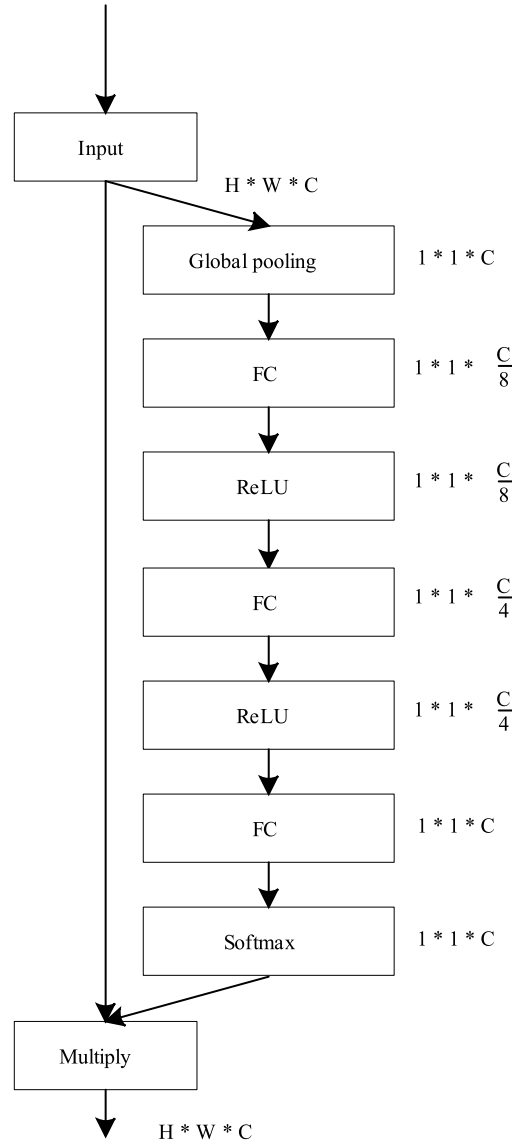 Input
H * W * C
Global pooling
1 * 1 * C
FC
1 * 1 * C/8
ReLU
1 * 1 * C/8
FC
1 * 1 * C/4
ReLU
1 * 1 * C/4
FC
1 * 1 * C
Softmax
1 * 1 * C
Multiply
H * W * C